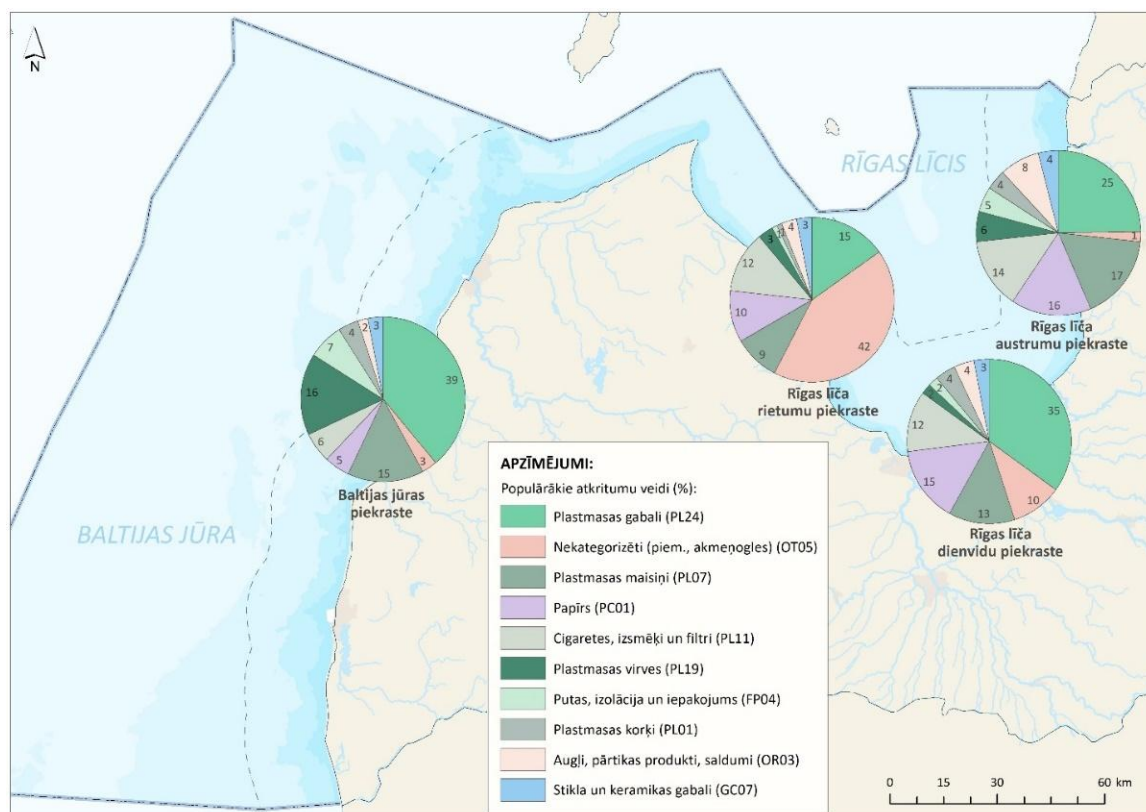 N
RĪGAS LĪCIS
BALTIJAS JŪRA
39
3
15
5
6
16
7
4
2
3
Baltijas jūras
piekraste
15
42
9
10
12
3
1
1
4
3
Rīgas līča
rietumu piekraste
25
1
17
16
14
6
5
4
8
4
Rīgas līča
austrumu piekraste
35
10
13
15
12
2
2
4
4
3
Rīgas līča
dienvidu piekraste
APZĪMĒJUMI:
Populārākie atkritumu veidi (%):
Plastmasas gabali (PL24)
Nekategorizēti (piem., akmeņogles) (OT05)
Plastmasas maisiņi (PL07)
Papīrs (PC01)
Cigaretes, izsmēķi un filtri (PL11)
Plastmasas virves (PL19)
Putas, izolācija un iepakojums (FP04)
Plastmasas korķi (PL01)
Augļi, pārtikas produkti, saldumi (OR03)
Stikla un keramikas gabali (GC07)
0 15 30 60 km